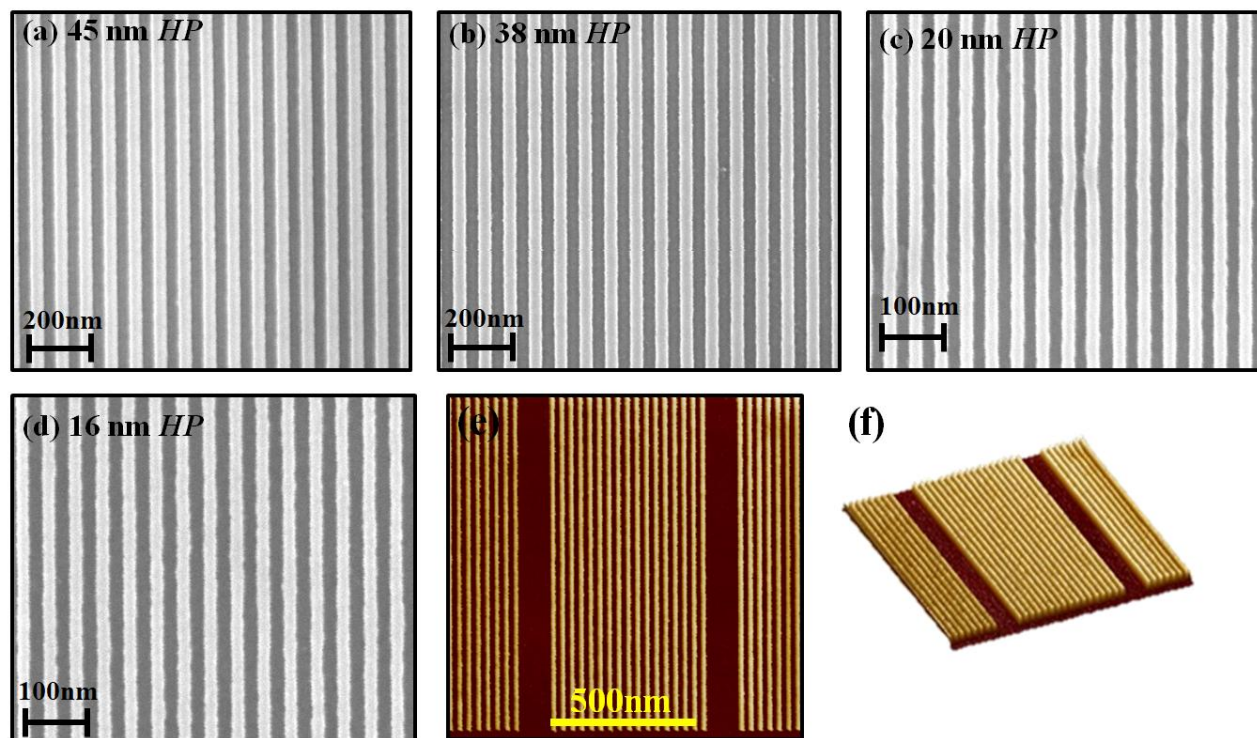 (a) 45 nm HP
200nm
(b) 38 nm HP
200nm
(c) 20 nm HP
100nm
(d) 16 nm HP
100nm
(e)
500nm
(f)